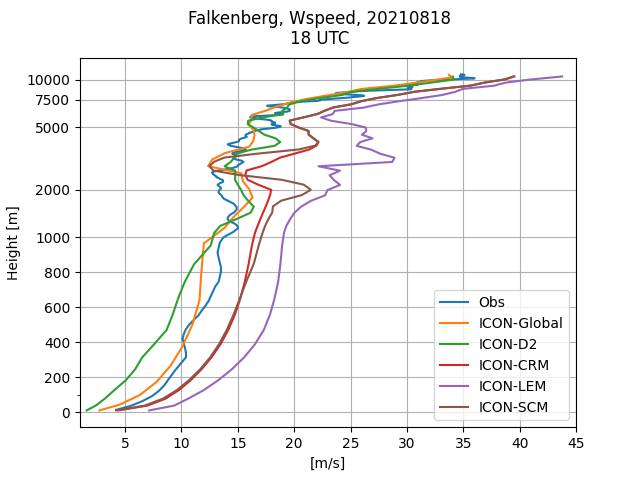 Falkenberg, Wspeed, 20210818
18 UTC
Height [m]
10000
7500
5000
2000
1000
800
600
400
200
0
Obs
ICON-Global
ICON-D2
ICON-CRM
ICON-LEM
ICON-SCM
5 10 15 20 25 30 35 40 45
[m/s]